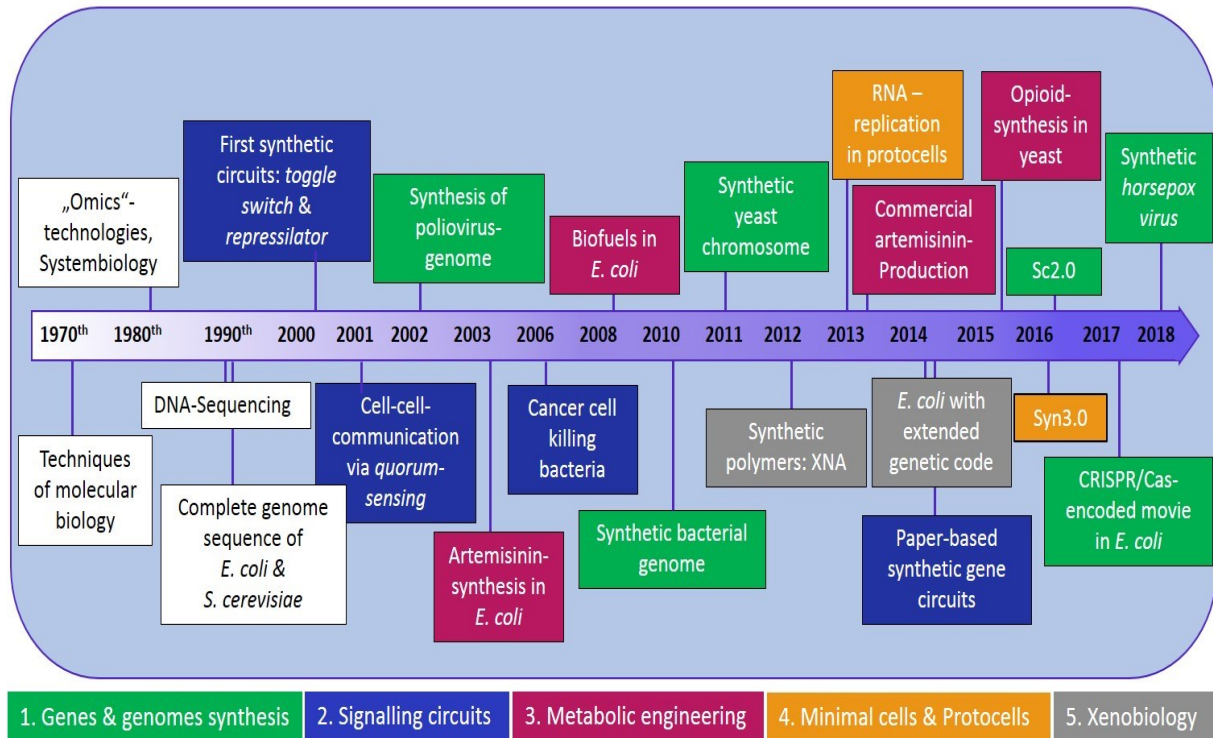 „Omics“-
technologies,
Systembiology
First synthetic
circuits: toggle
switch &
repressilator
Synthesis of
poliovirus-
genome
Biofuels in
E. coli
Synthetic
yeast
chromosome
RNA –
replication
in protocells
Commercial
artemisinin-
Production
Opioid-
synthesis in
yeast
Sc2.0
Synthetic
horsepox
virus
1970th 1980th 1990th 2000 2001 2002 2003 2006 2008 2010 2011 2012 2013 2014 2015 2016 2017 2018
Techniques
of molecular
biology
DNA-Sequencing
Complete genome
sequence of
E. coli &
S. cerevisiae
Cell-cell-
communication
via quorum-
sensing
Artemisinin-
synthesis in
E. coli
Cancer cell
killing
bacteria
Synthetic bacterial
genome
Synthetic
polymers: XNA
E. coli with
extended
genetic code
Paper-based
synthetic gene
circuits
Syn3.0
CRISPR/Cas-
encoded movie
in E. coli
1. Genes & genomes synthesis
2. Signalling circuits
3. Metabolic engineering
4. Minimal cells & Protocells
5. Xenobiology